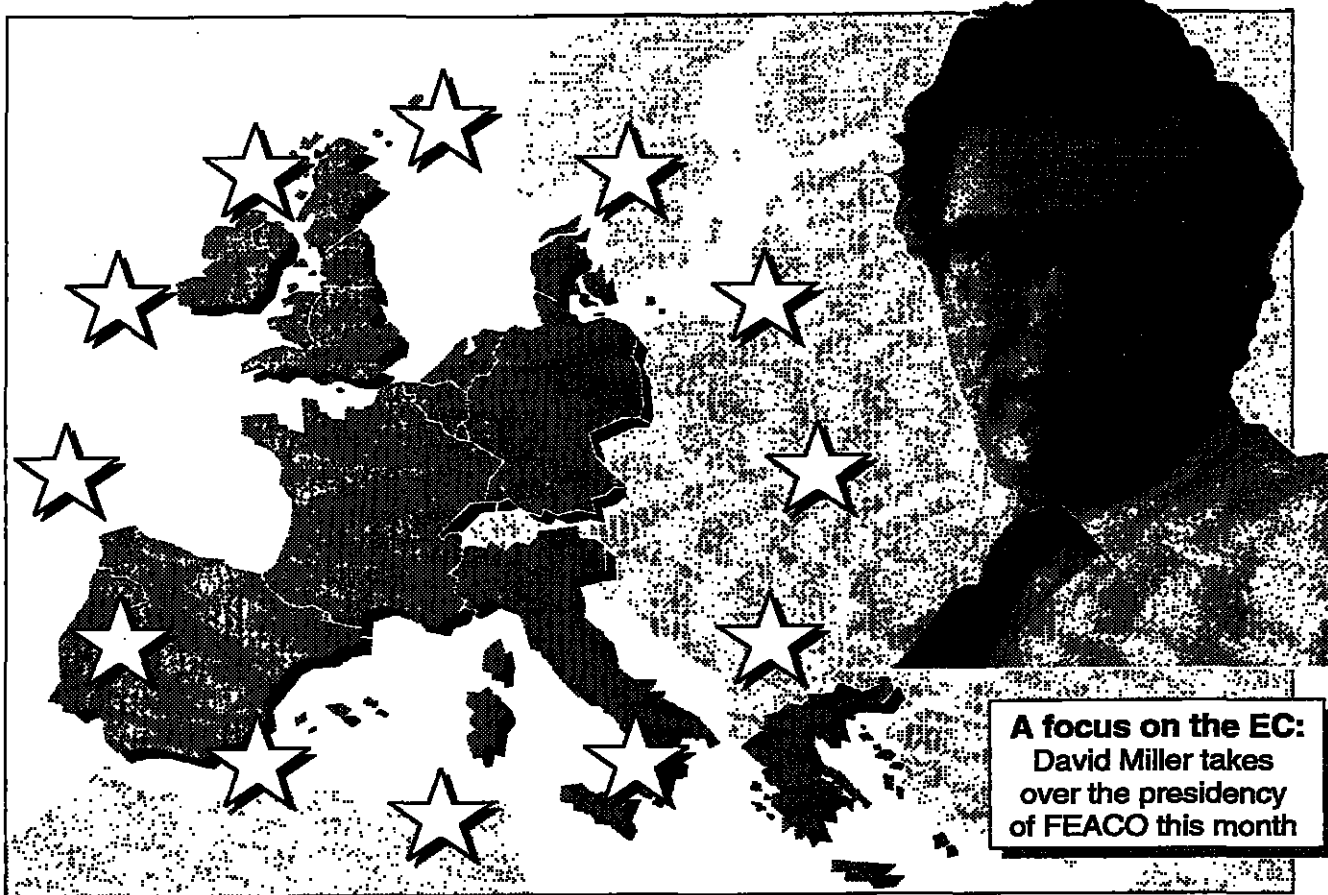 A focus on the EC:
David Miller takes
over the presidency
of FEACO this month